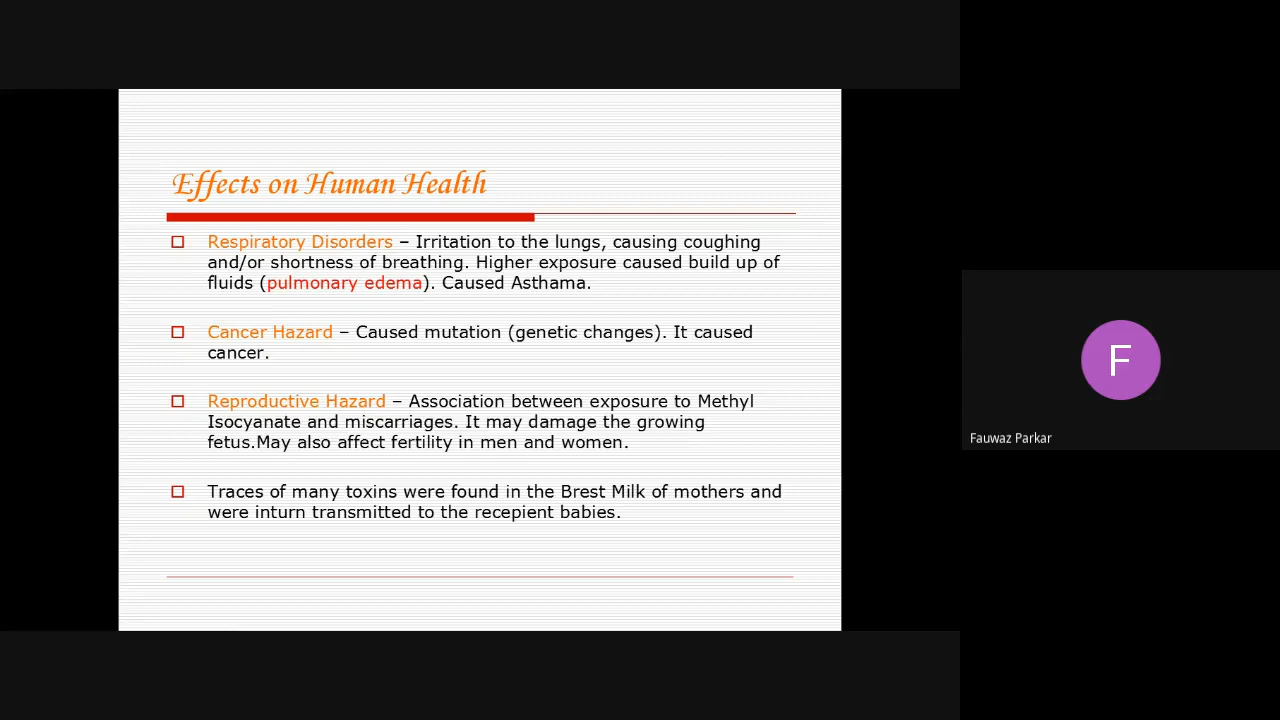 Effects on Human Health
Respiratory Disorders – Irritation to the lungs, causing coughing
and/or shortness of breathing. Higher exposure caused build up of
fluids (pulmonary edema). Caused Asthama.
Cancer Hazard – Caused mutation (genetic changes). It caused
cancer.
Reproductive Hazard – Association between exposure to Methyl
Isocyanate and miscarriages. It may damage the growing
fetus.May also affect fertility in men and women.
Traces of many toxins were found in the Brest Milk of mothers and
were inturn transmitted to the recepient babies.
F
Fauwaz Parkar